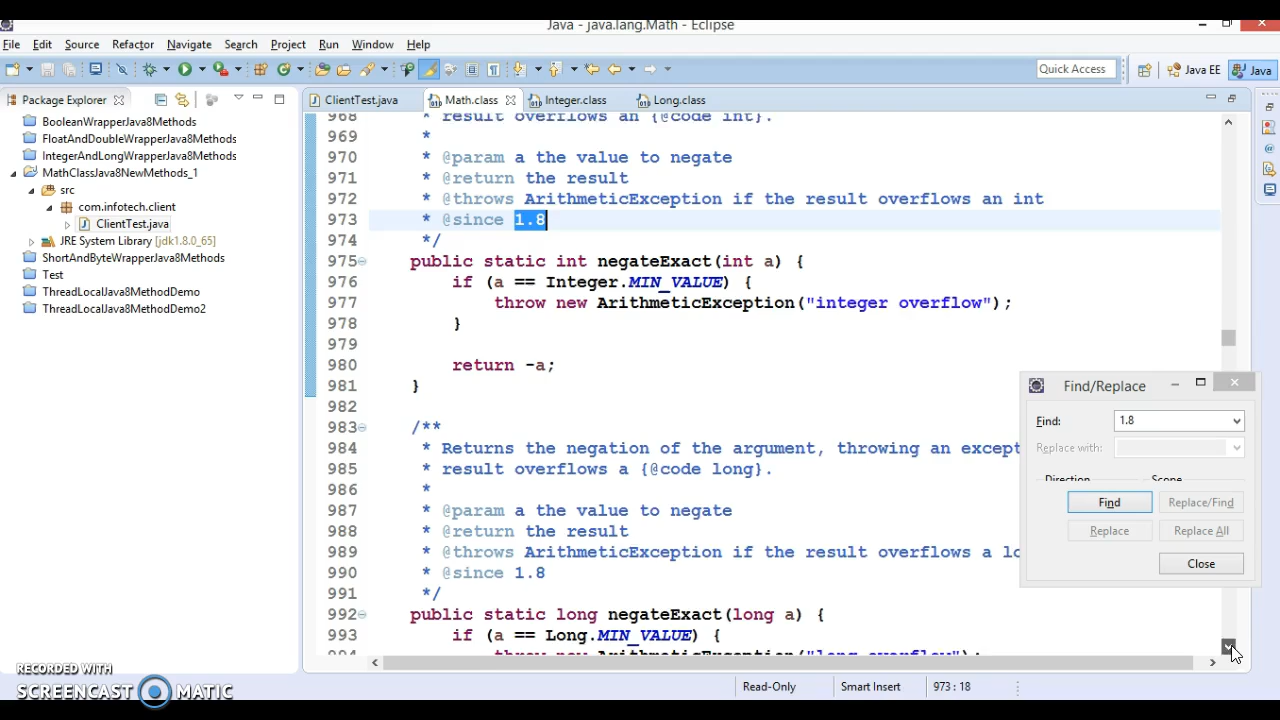 Java - java.lang.Math - Eclipse
File Edit Source Refactor Navigate Search Project Run Window Help
Quick Access
Java EE
Java
Package Explorer
BooleanWrapperJava8Methods
FloatAndDoubleWrapperJava8Methods
IntegerAndLongWrapperJava8Methods
MathClassJava8NewMethods_1
src
com.infotech.client
ClientTest.java
JRE System Library [jdk1.8.0_65]
ShortAndByteWrapperJava8Methods
Test
ThreadLocalJava8MethodDemo
ThreadLocalJava8MethodDemo2
ClientTest.java Math.class Integer.class Long.class
968 * result overflows an {@code int}.
969 *
970 * @param a the value to negate
971 * @return the result
972 * @throws ArithmeticException if the result overflows an int
973 * @since 1.8
974 */
975 public static int negateExact(int a) {
976 if (a == Integer.MIN_VALUE) {
977 throw new ArithmeticException("integer overflow");
978 }
979
980 return -a;
981 }
982
983 /**
984 * Returns the negation of the argument, throwing an except
985 * result overflows a {@code long}.
986 *
987 * @param a the value to negate
988 * @return the result
989 * @throws ArithmeticException if the result overflows a lo
990 * @since 1.8
991 */
992 public static long negateExact(long a) {
993 if (a == Long.MIN_VALUE) {
994 throw new ArithmeticException("long overflow");
Find/Replace
Find: 1.8
Replace with:
Direction Scope
Find Replace/Find
Replace Replace All
Close
Read-Only Smart Insert 973 : 18
RECORDED WITH
SCREENCAST MATIC